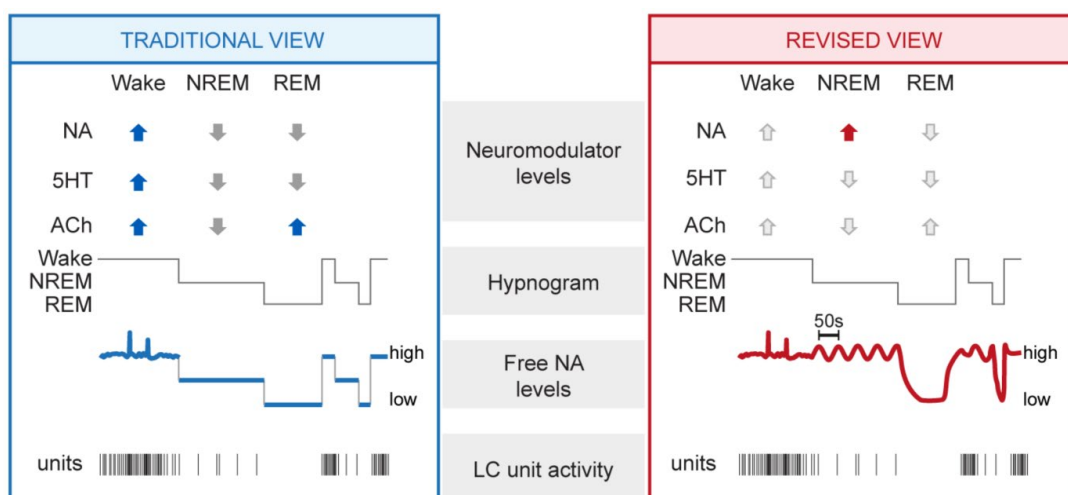 TRADITIONAL VIEW
Wake NREM REM
NA
5HT
ACh
Wake
NREM
REM
high
low
units
Neuromodulator
levels
Hypnogram
Free NA
levels
LC unit activity
REVISED VIEW
Wake NREM REM
NA
5HT
ACh
Wake
NREM
REM
50s
high
low
units